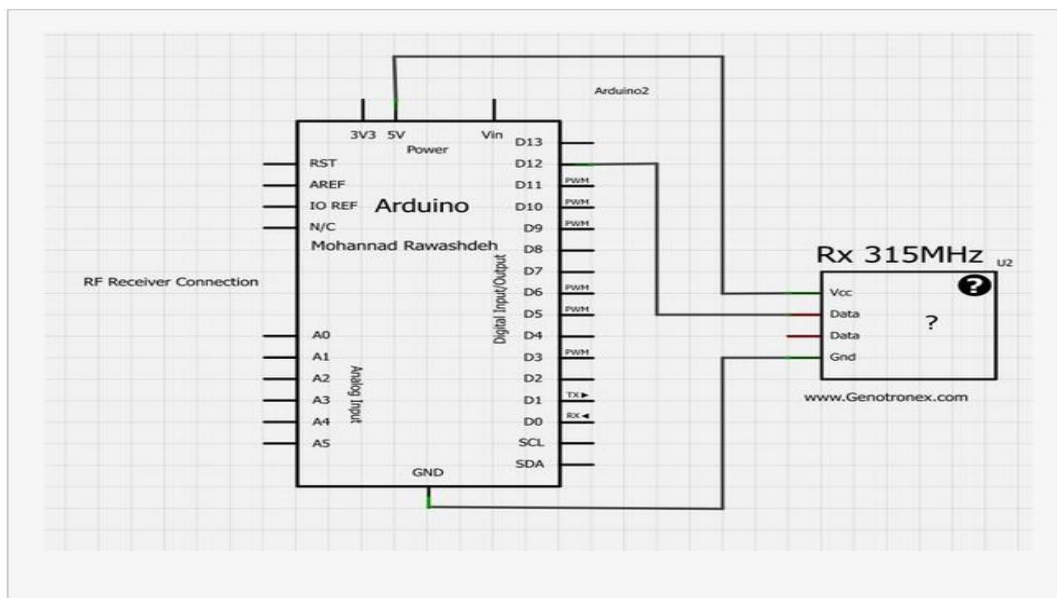 Arduino2
3V3 5V Vin
Power
D13
RST
D12
AREF
D11 PWM
IO REF
Arduino
D10 PWM
N/C
D9 PWM
Mohannad Rawashdeh
D8
Rx 315MHz
U2
D7
RF Receiver Connection
Digital Input/Output
D6 PWM
Vcc
?
D5 PWM
Data
?
A0
D4
Data
A1
D3 PWM
Gnd
A2
D2
Analog Input
A3
D1 TX►
www.Genotronex.com
A4
D0 RX◄
A5
SCL
SDA
GND